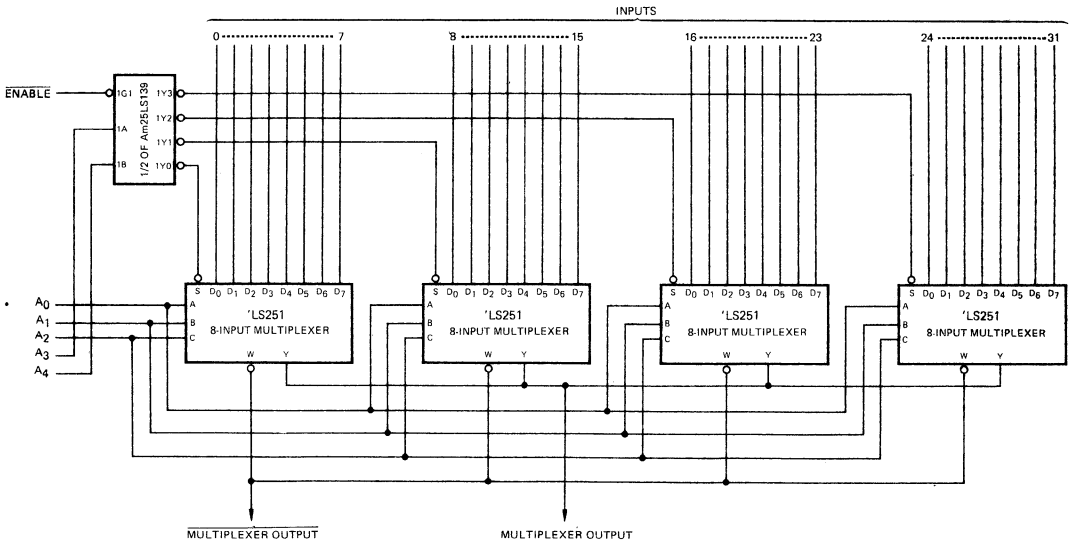 INPUTS
0 7 8 15 16 23 24 31
ENABLE
1G1 1Y3
1Y2
1A
1Y1
1B 1Y0
1/2 OF Am25LS139
S D0 D1 D2 D3 D4 D5 D6 D7
A
B
C
'LS251
8-INPUT MULTIPLEXER
W Y
S D0 D1 D2 D3 D4 D5 D6 D7
A
B
C
'LS251
8-INPUT MULTIPLEXER
W Y
S D0 D1 D2 D3 D4 D5 D6 D7
A
B
C
'LS251
8-INPUT MULTIPLEXER
W Y
S D0 D1 D2 D3 D4 D5 D6 D7
A
B
C
'LS251
8-INPUT MULTIPLEXER
W Y
A0
A1
A2
A3
A4
MULTIPLEXER OUTPUT
MULTIPLEXER OUTPUT